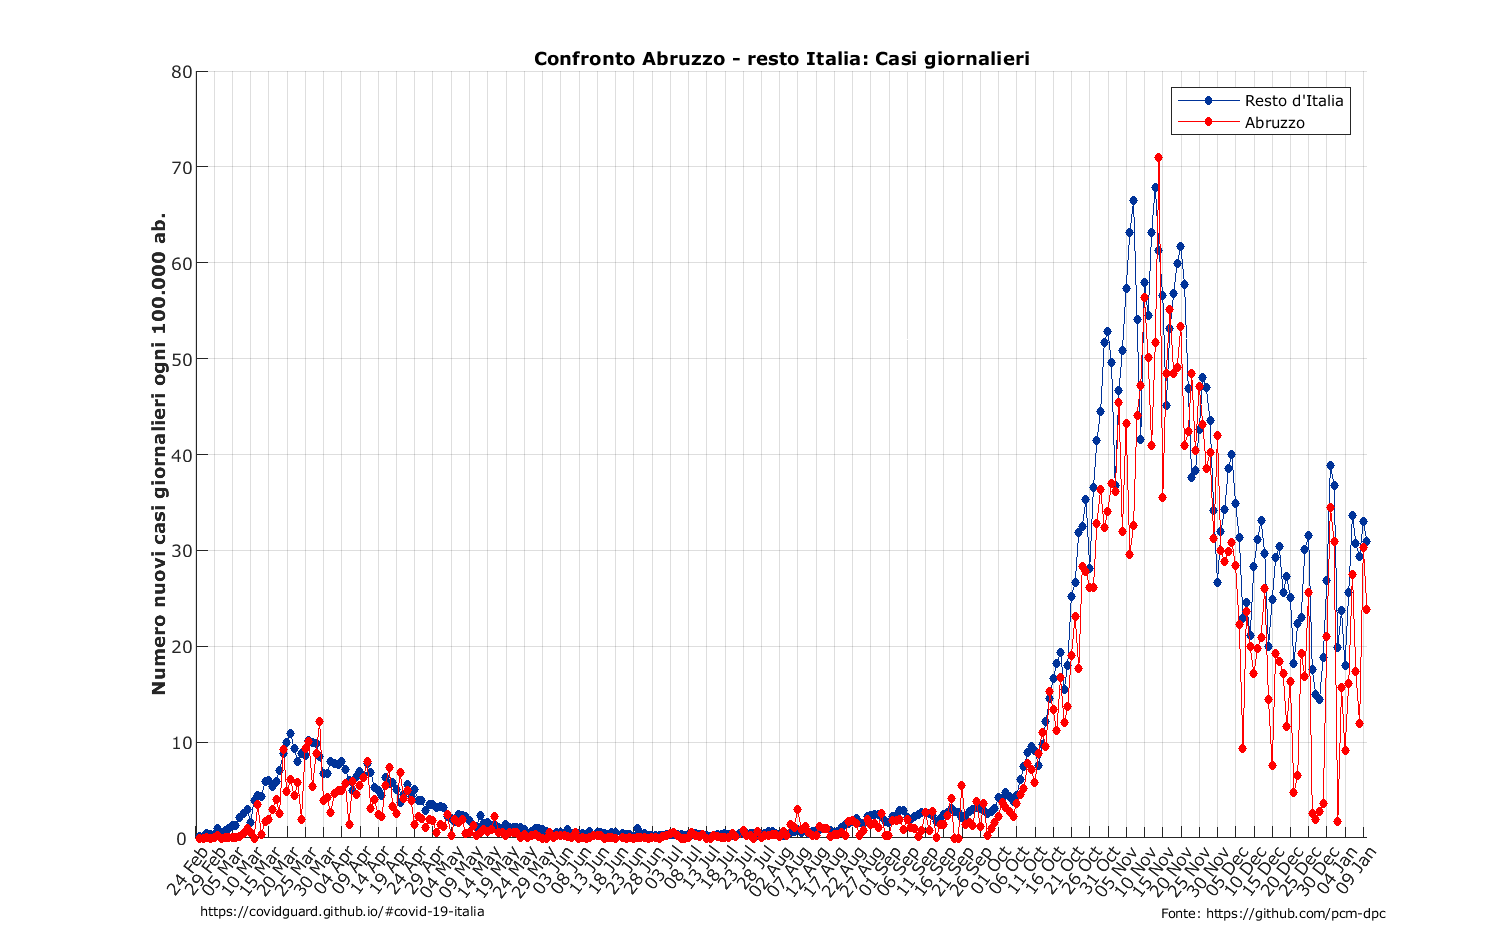 Confronto Abruzzo - resto Italia: Casi giornalieri
Resto d'Italia
Abruzzo
Numero nuovi casi giornalieri ogni 100.000 ab.
80
70
60
50
40
30
20
10
0
24 Feb
29 Feb
05 Mar
10 Mar
15 Mar
20 Mar
25 Mar
30 Mar
04 Apr
09 Apr
14 Apr
19 Apr
24 Apr
29 Apr
04 May
09 May
14 May
19 May
24 May
29 May
03 Jun
08 Jun
13 Jun
18 Jun
23 Jun
28 Jun
03 Jul
08 Jul
13 Jul
18 Jul
23 Jul
28 Jul
02 Aug
07 Aug
12 Aug
17 Aug
22 Aug
27 Aug
01 Sep
06 Sep
11 Sep
16 Sep
21 Sep
26 Sep
01 Oct
06 Oct
11 Oct
16 Oct
21 Oct
26 Oct
31 Oct
05 Nov
10 Nov
15 Nov
20 Nov
25 Nov
30 Nov
05 Dec
10 Dec
15 Dec
20 Dec
25 Dec
30 Dec
04 Jan
09 Jan
https://covidguard.github.io/#covid-19-italia
Fonte: https://github.com/pcm-dpc